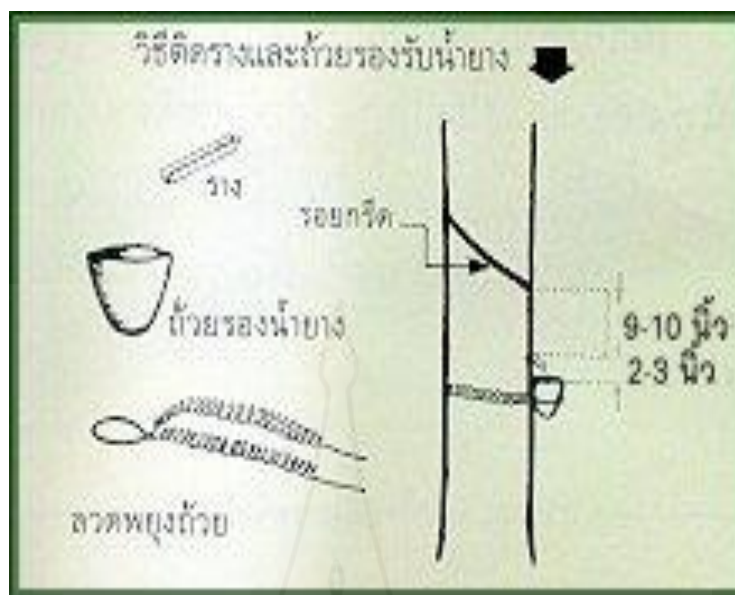 วิธีติดรางและถ้วยรองรับน้ำยาง
ราง
รอยกรีด
ถ้วยรองน้ำยาง
9-10 นิ้ว
2-3 นิ้ว
ลวดพยุงถ้วย